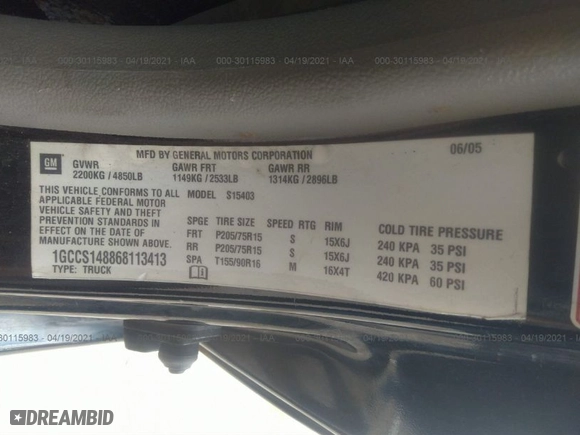 000-30115983 - 04/19/2021 - IAA
MFD BY GENERAL MOTORS CORPORATION 06/05
GM
GVWR GAWR FRT GAWR RR
2200KG / 4850LB 1149KG / 2533LB 1314KG / 2896LB
THIS VEHICLE CONFORMS TO ALL MODEL S15403
APPLICABLE FEDERAL MOTOR
VEHICLE SAFETY AND THEFT
PREVENTION STANDARDS IN
EFFECT ON THE DATE OF
MANUFACTURE SHOWN ABOVE.
1GCCS148868113413
TYPE: TRUCK
SPGE TIRE SIZE SPEED RTG RIM COLD TIRE PRESSURE
FRT P205/75R15 S 15X6J 240 KPA 35 PSI
RR P205/75R15 S 15X6J 240 KPA 35 PSI
SPA T155/90R16 M 16X4T 420 KPA 60 PSI
04/19/2021 - IAA
DREAMBID